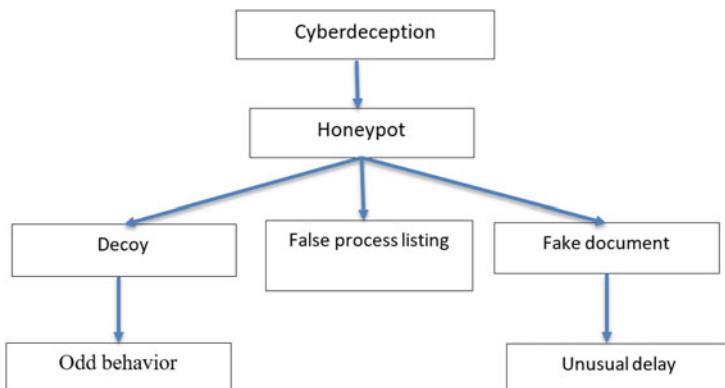 Cyberdeception
Honeypot
Decoy
False process listing
Fake document
Odd behavior
Unusual delay